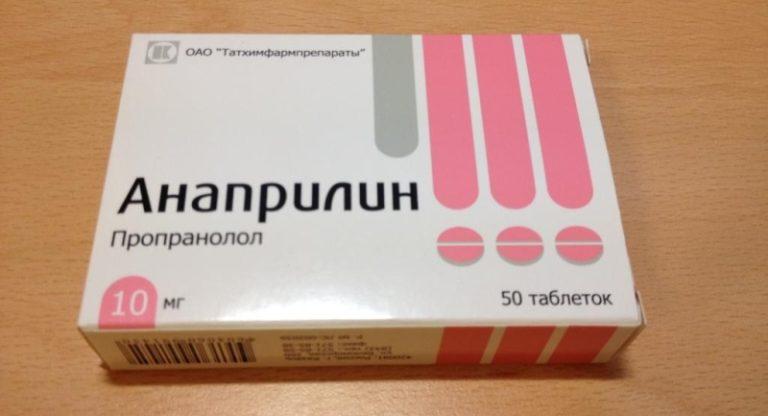 ОАО "Татхимфармпрепараты"
Анаприлин
Пропранолол
10 мг
50 таблеток